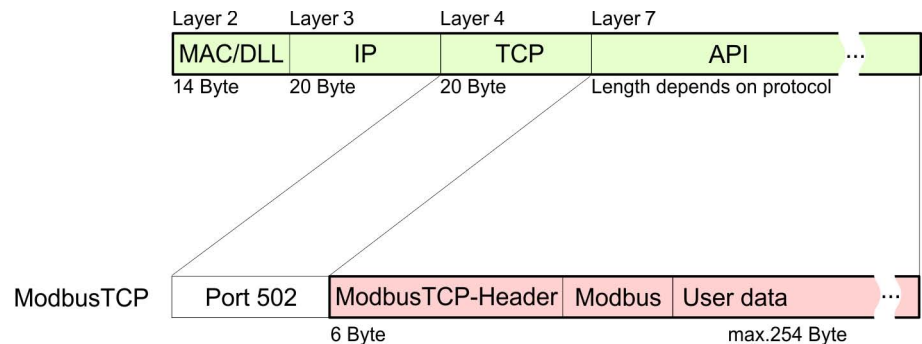 Layer 2 Layer 3 Layer 4 Layer 7
MAC/DLL IP TCP API ...
14 Byte 20 Byte 20 Byte Length depends on protocol
ModbusTCP Port 502 ModbusTCP-Header Modbus User data ...
6 Byte max.254 Byte